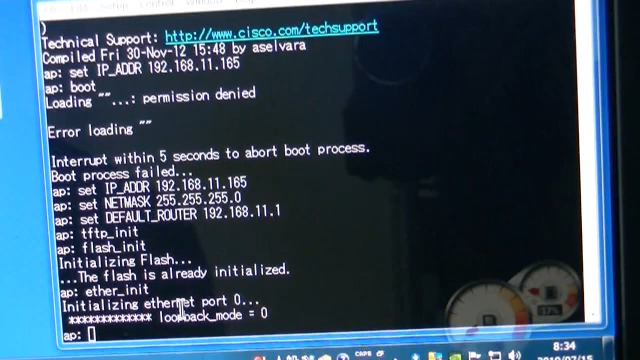 )
Technical Support: http://www.cisco.com/techsupport
Compiled Fri 30-Nov-12 15:48 by aselvara
ap: set IP_ADDR 192.168.11.165
ap: boot
Loading ""...: permission denied
Error loading ""
Interrupt within 5 seconds to abort boot process.
Boot process failed...
ap: set IP_ADDR 192.168.11.165
ap: set NETMASK 255.255.255.0
ap: set DEFAULT_ROUTER 192.168.11.1
ap: tftp_init
ap: flash_init
Initializing Flash...
...The flash is already initialized.
ap: ether_init
Initializing ethernet port 0...
************* loopback_mode = 0
ap:
CAPS
8:34